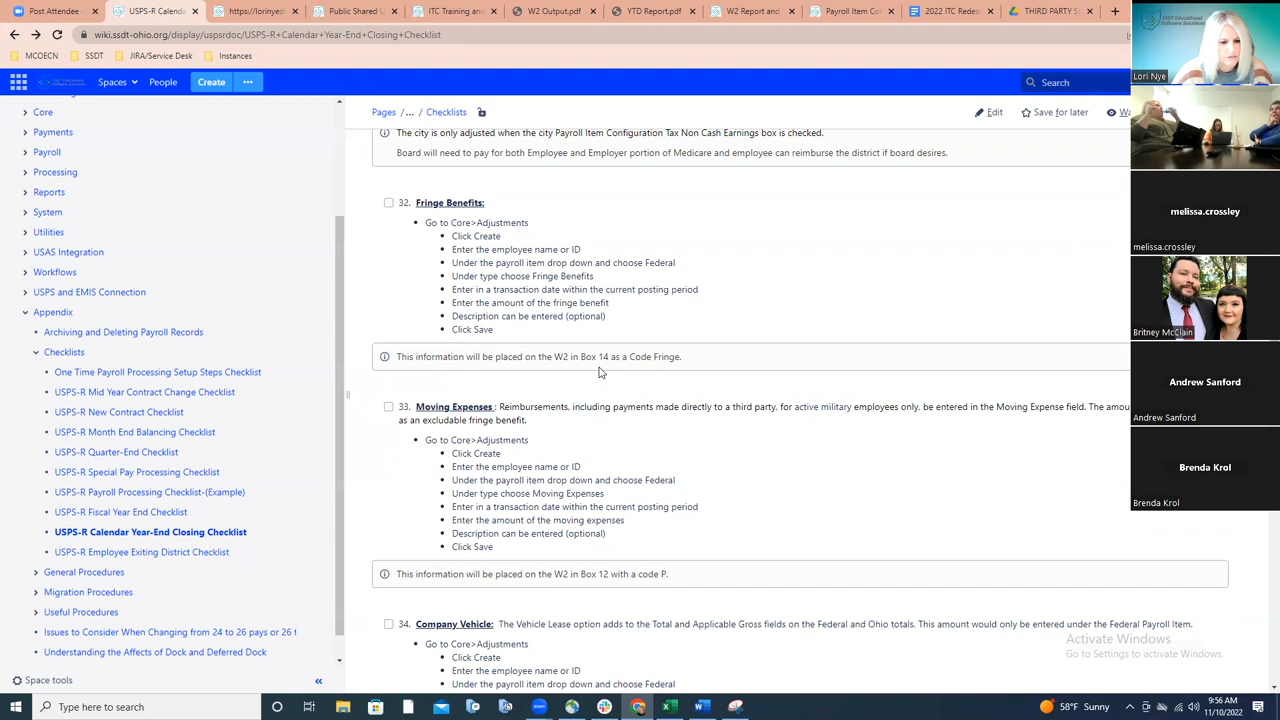 Post Attendan
USPS-R Calenda
https://lorinyed
Public Shared U
ITC Training and
W2 Output.pdf
YTD Report.pdf
W2 Report and
Payroll Item Co
2022 ITC Redes
THIRD PARTY S
wiki.ssdt-ohio.org/display/uspsrdoc/USPS-R+Calendar+Year-End+Closing+Checklist
MCOECN
SSDT
JIRA/Service Desk
Instances
Spaces
People
Create
Search
Core
Payments
Payroll
Processing
Reports
System
Utilities
USAS Integration
Workflows
USPS and EMIS Connection
Appendix
Archiving and Deleting Payroll Records
Checklists
One Time Payroll Processing Setup Steps Checklist
USPS-R Mid Year Contract Change Checklist
USPS-R New Contract Checklist
USPS-R Month End Balancing Checklist
USPS-R Quarter-End Checklist
USPS-R Special Pay Processing Checklist
USPS-R Payroll Processing Checklist-(Example)
USPS-R Fiscal Year End Checklist
USPS-R Calendar Year-End Closing Checklist
USPS-R Employee Exiting District Checklist
General Procedures
Migration Procedures
Useful Procedures
Issues to Consider When Changing from 24 to 26 pays or 26 t
Understanding the Affects of Dock and Deferred Dock
Space tools
Pages /... / Checklists
Edit
Save for later
Wa
The city is only adjusted when the city Payroll Item Configuration Tax Non Cash Earnings box is checked.
Board will need to pay for both Employee and Employer portion of Medicare and employee can reimburse the district if board desires.
32. Fringe Benefits:
Go to Core>Adjustments
Click Create
Enter the employee name or ID
Under the payroll item drop down and choose Federal
Under type choose Fringe Benefits
Enter in a transaction date within the current posting period
Enter the amount of the fringe benefit
Description can be entered (optional)
Click Save
This information will be placed on the W2 in Box 14 as a Code Fringe.
33. Moving Expenses : Reimbursements, including payments made directly to a third party, for active military employees only, be entered in the Moving Expense field. The amou
as an excludable fringe benefit.
Go to Core>Adjustments
Click Create
Enter the employee name or ID
Under the payroll item drop down and choose Federal
Under type choose Moving Expenses
Enter in a transaction date within the current posting period
Enter the amount of the moving expenses
Description can be entered (optional)
Click Save
This information will be placed on the W2 in Box 12 with a code P.
34. Company Vehicle: The Vehicle Lease option adds to the Total and Applicable Gross fields on the Federal and Ohio totals. This amount would only be entered under the Federal Payroll Item.
Go to Core>Adjustments
Click Create
Enter the employee name or ID
Under the payroll item drop down and choose Federal
Activate Windows
Go to Settings to activate Windows.
Lori Nye
melissa.crossley
melissa.crossley
Britney McClain
Andrew Sanford
Andrew Sanford
Brenda Krol
Brenda Krol
Type here to search
58°F Sunny
9:56 AM
11/10/2022